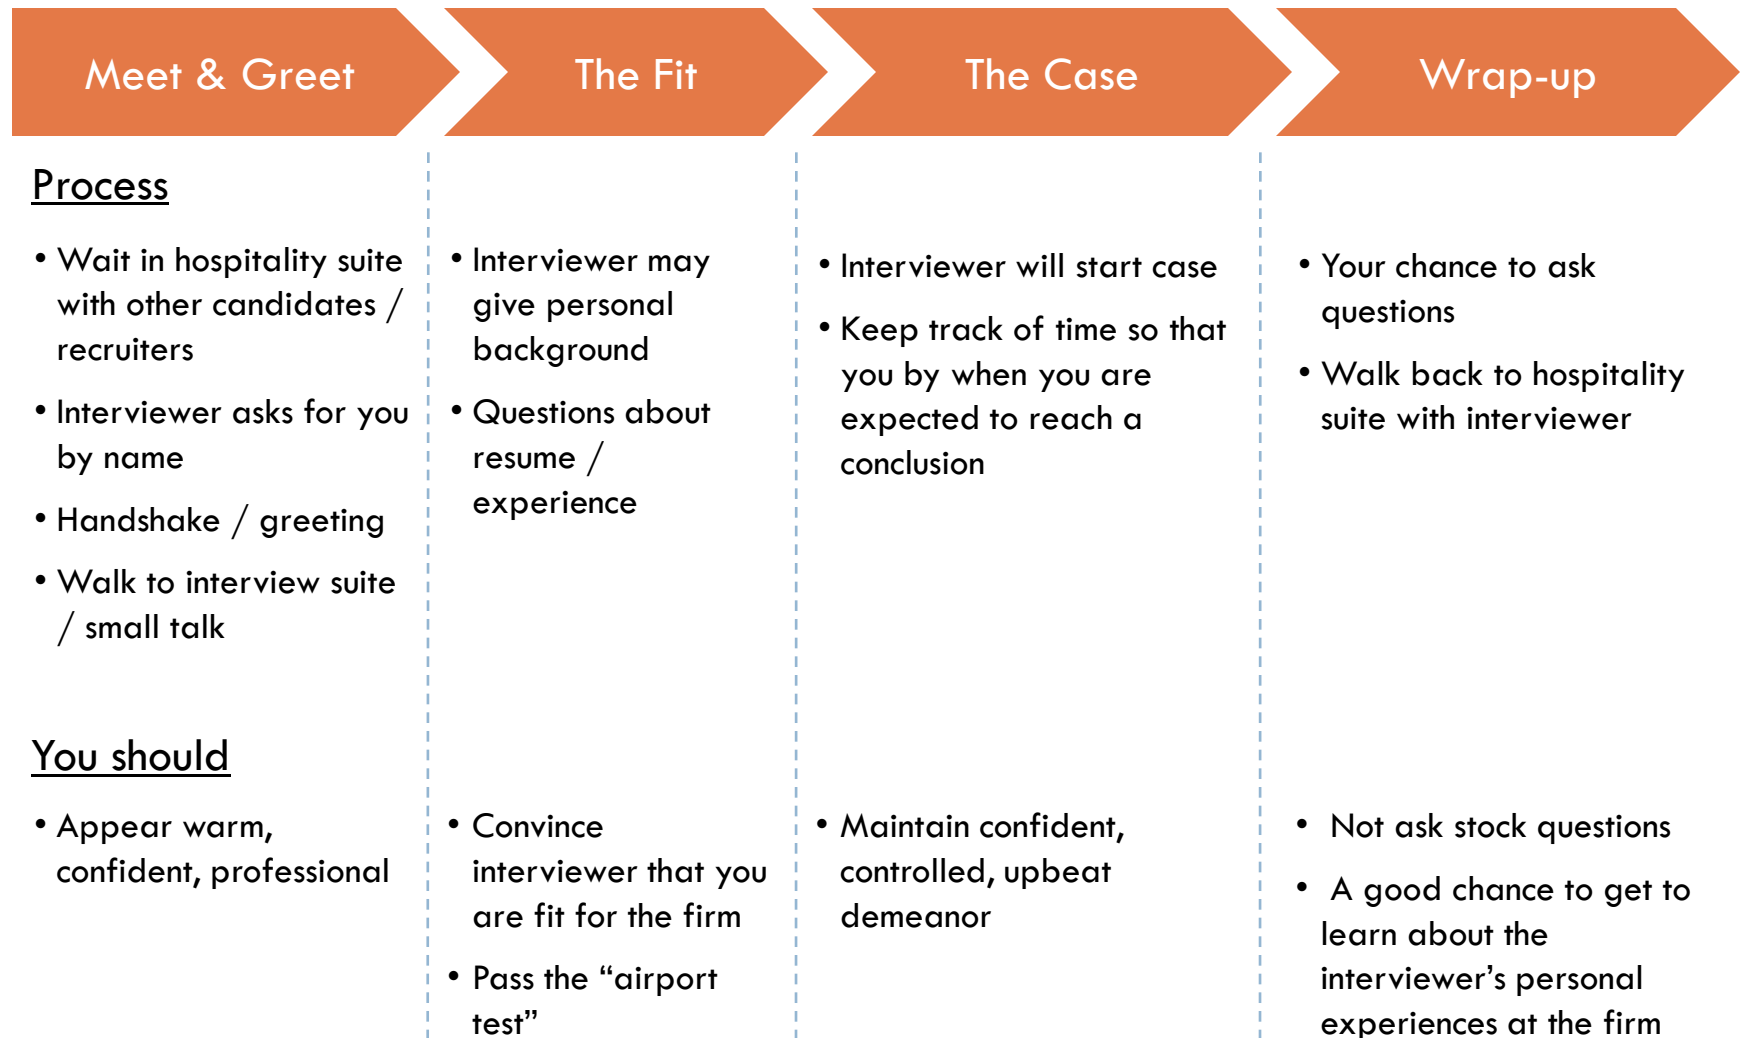 Meet & Greet
The Fit
The Case
Wrap-up
Process
• Wait in hospitality suite
with other candidates /
recruiters
• Interviewer asks for you
by name
• Handshake / greeting
• Walk to interview suite
/ small talk
• Interviewer may
give personal
background
• Questions about
resume /
experience
• Interviewer will start case
• Keep track of time so that
you by when you are
expected to reach a
conclusion
• Your chance to ask
questions
• Walk back to hospitality
suite with interviewer
You should
• Appear warm,
confident, professional
• Convince
interviewer that you
are fit for the firm
• Pass the “airport
test”
• Maintain confident,
controlled, upbeat
demeanor
• Not ask stock questions
• A good chance to get to
learn about the
interviewer’s personal
experiences at the firm